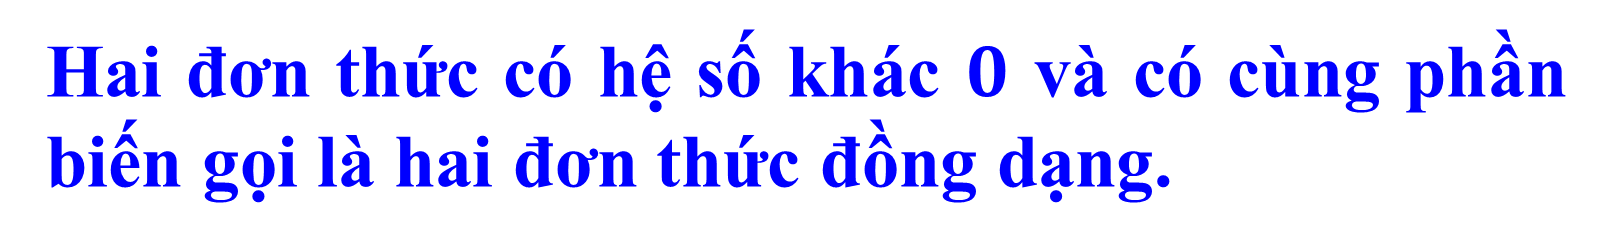 Hai đơn thức có hệ số khác 0 và có cùng phần
biến gọi là hai đơn thức đồng dạng.